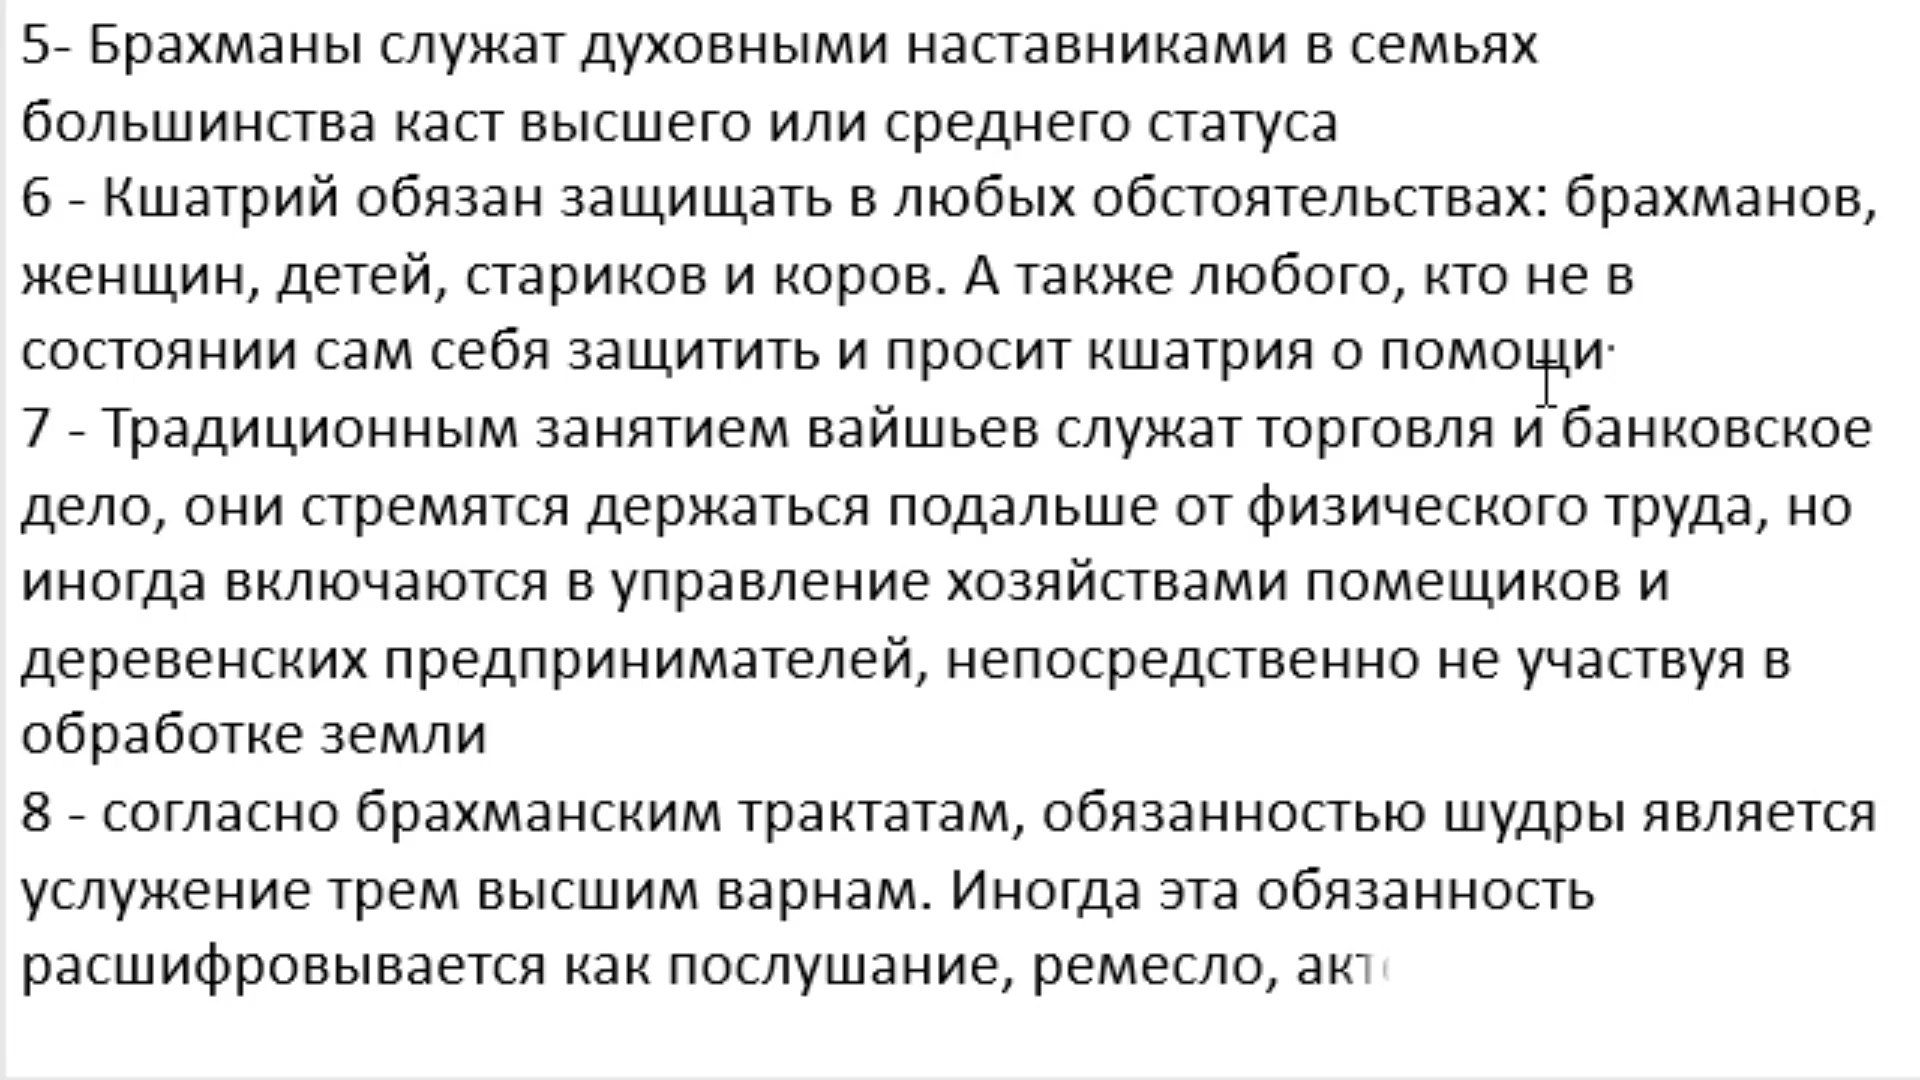 5- Брахманы служат духовными наставниками в семьях
большинства каст высшего или среднего статуса
6 - Кшатрий обязан защищать в любых обстоятельствах: брахманов,
женщин, детей, стариков и коров. А также любого, кто не в
состоянии сам себя защитить и просит кшатрия о помощи·
7 - Традиционным занятием вайшьев служат торговля и банковское
дело, они стремятся держаться подальше от физического труда, но
иногда включаются в управление хозяйствами помещиков и
деревенских предпринимателей, непосредственно не участвуя в
обработке земли
8 - согласно брахманским трактатам, обязанностью шудры является
услужение трем высшим варнам. Иногда эта обязанность
расшифровывается как послушание, ремесло,